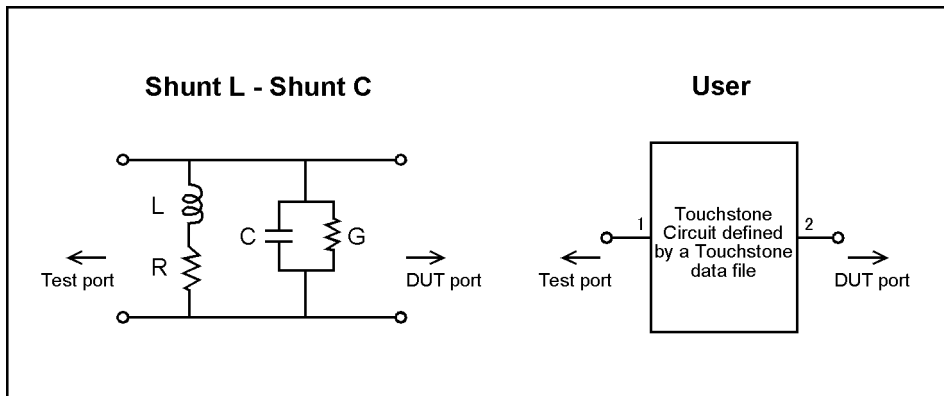 Shunt L - Shunt C
User
L
R
C
G
Test port
DUT port
1
Touchstone
Circuit defined
by a Touchstone
data file
2
Test port
DUT port